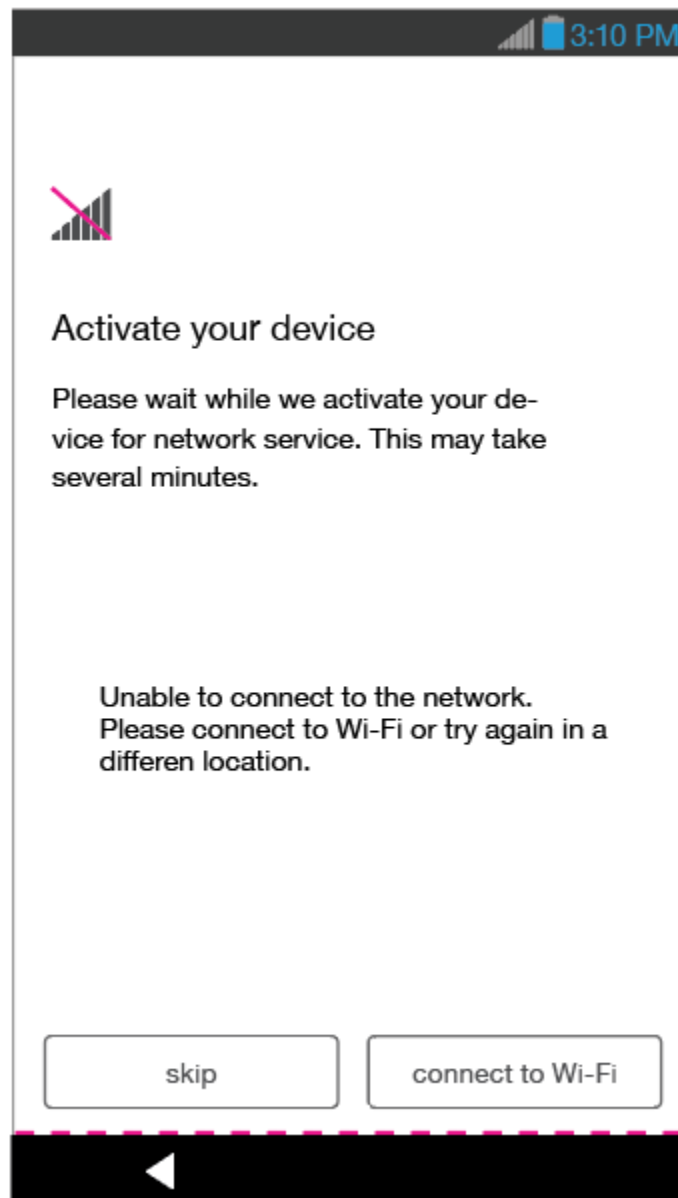 3:10 PM
Activate your device
Please wait while we activate your de-
vice for network service. This may take
several minutes.
Unable to connect to the network.
Please connect to Wi-Fi or try again in a
differen location.
skip
connect to Wi-Fi